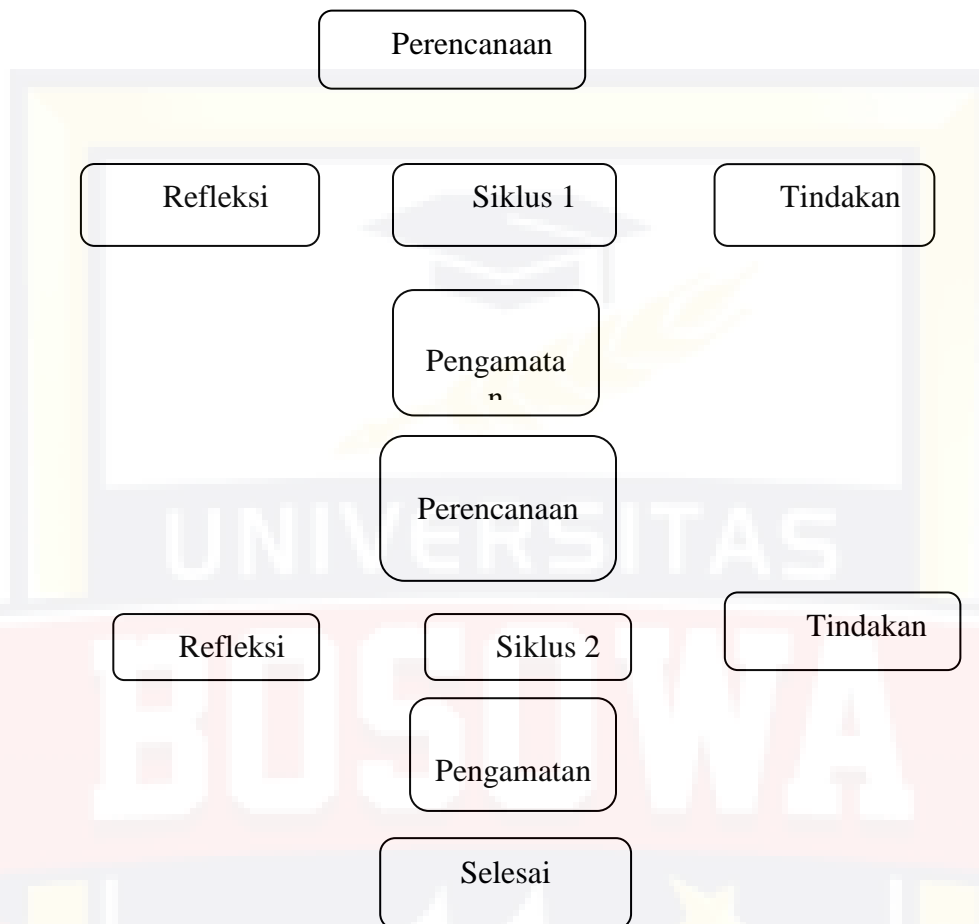 Perencanaan
Refleksi Siklus 1 Tindakan
Pengamata
n
Perencanaan
UNIVERSITAS
Tindakan
Refleksi Siklus 2
BOSOWA
Pengamatan
Selesai